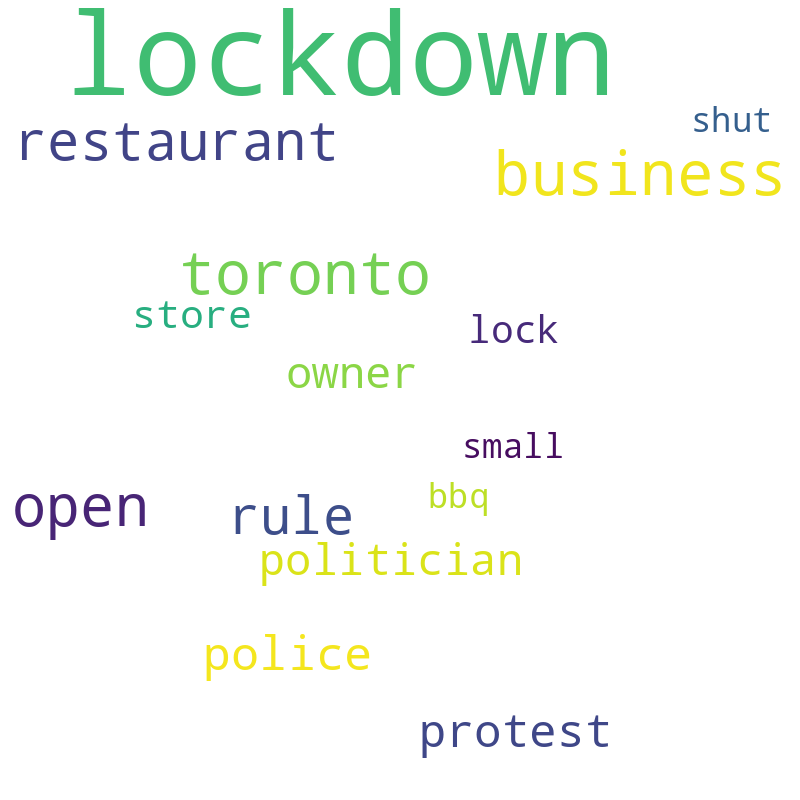 lockdown
shut
restaurant
business
toronto
store
lock
owner
small
bbq
open
rule
politician
police
protest